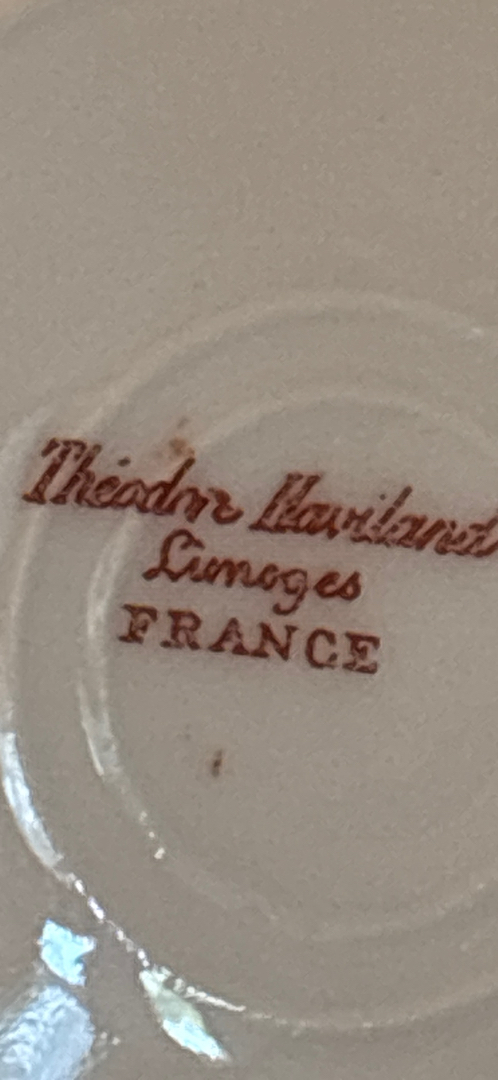 Théodore Haviland
Limoges
FRANCE